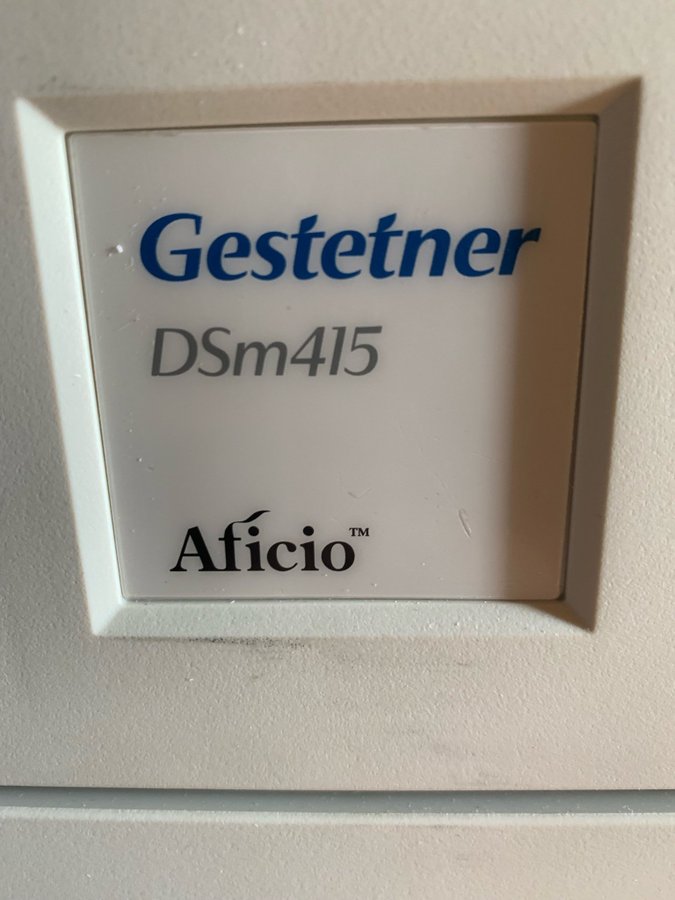 Gestetner
DSm415
Aficio™